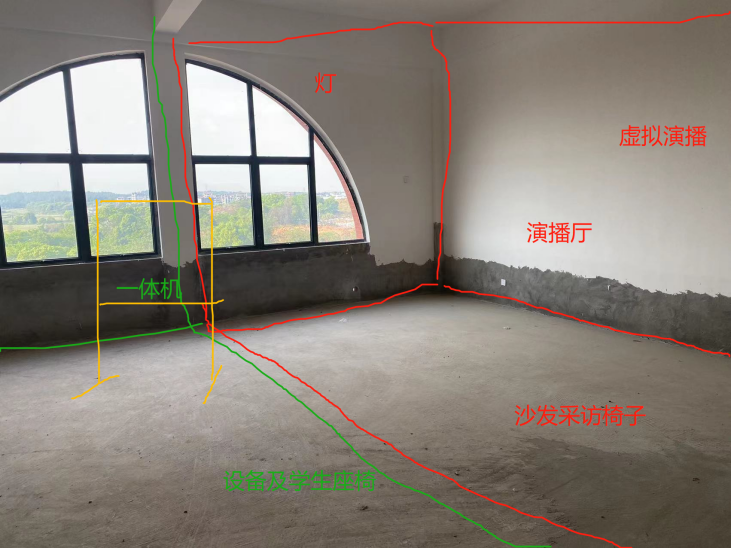 灯
虚拟演播
演播厅
一体机
沙发采访椅子
设备及学生座椅